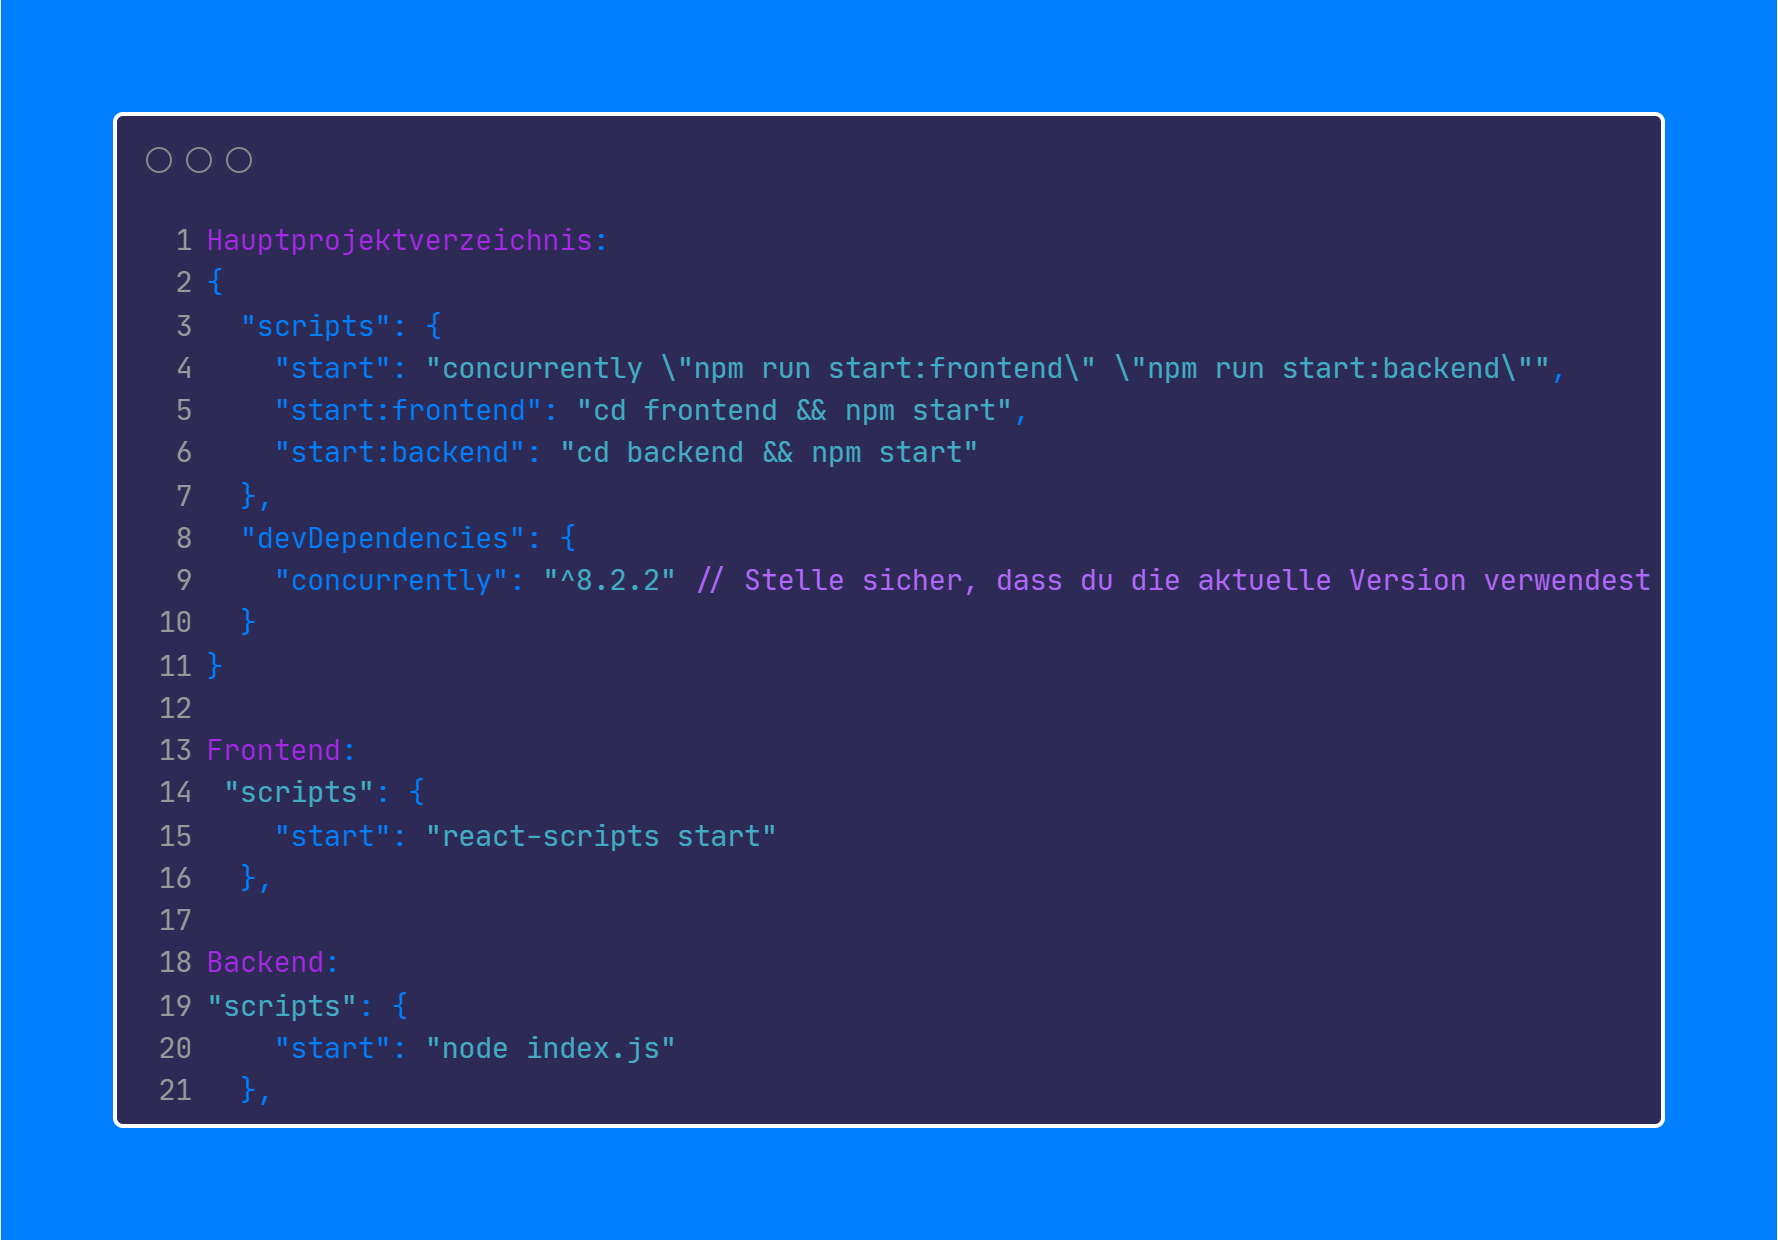 1 Hauptprojektverzeichnis:
2 {
3   "scripts": {
4     "start": "concurrently \"npm run start:frontend\" \"npm run start:backend\"",
5     "start:frontend": "cd frontend && npm start",
6     "start:backend": "cd backend && npm start"
7   },
8   "devDependencies": {
9     "concurrently": "^8.2.2" // Stelle sicher, dass du die aktuelle Version verwendest
10   }
11 }
12
13 Frontend:
14  "scripts": {
15     "start": "react-scripts start"
16   },
17
18 Backend:
19 "scripts": {
20     "start": "node index.js"
21   },